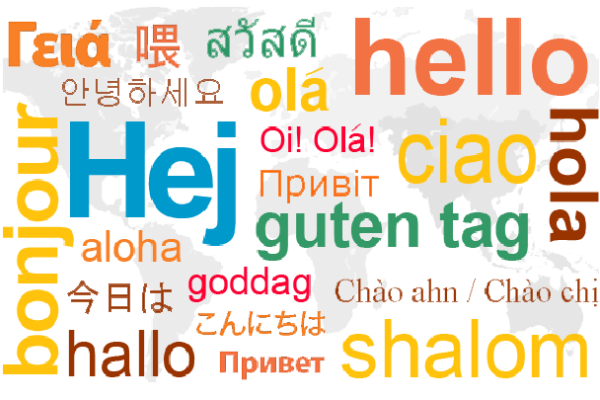 Γειά 喂 สวัสดี hello
안녕하세요 olá
bonjour
Hej
Oi! Olá!
ciao
hola
Привіт
guten tag
aloha
goddag
今日は
Chào ahn / Chào chị
こんにちは
hallo
Привет
shalom